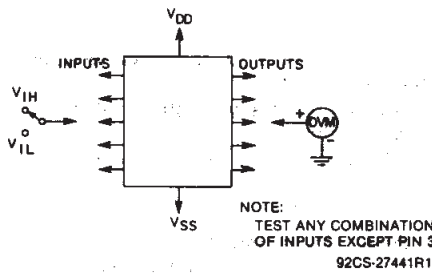 VDD
INPUTS OUTPUTS
VIH
VIL
+
DVM
-
VSS
NOTE:
TEST ANY COMBINATION
OF INPUTS EXCEPT PIN 3
92CS-27441R1